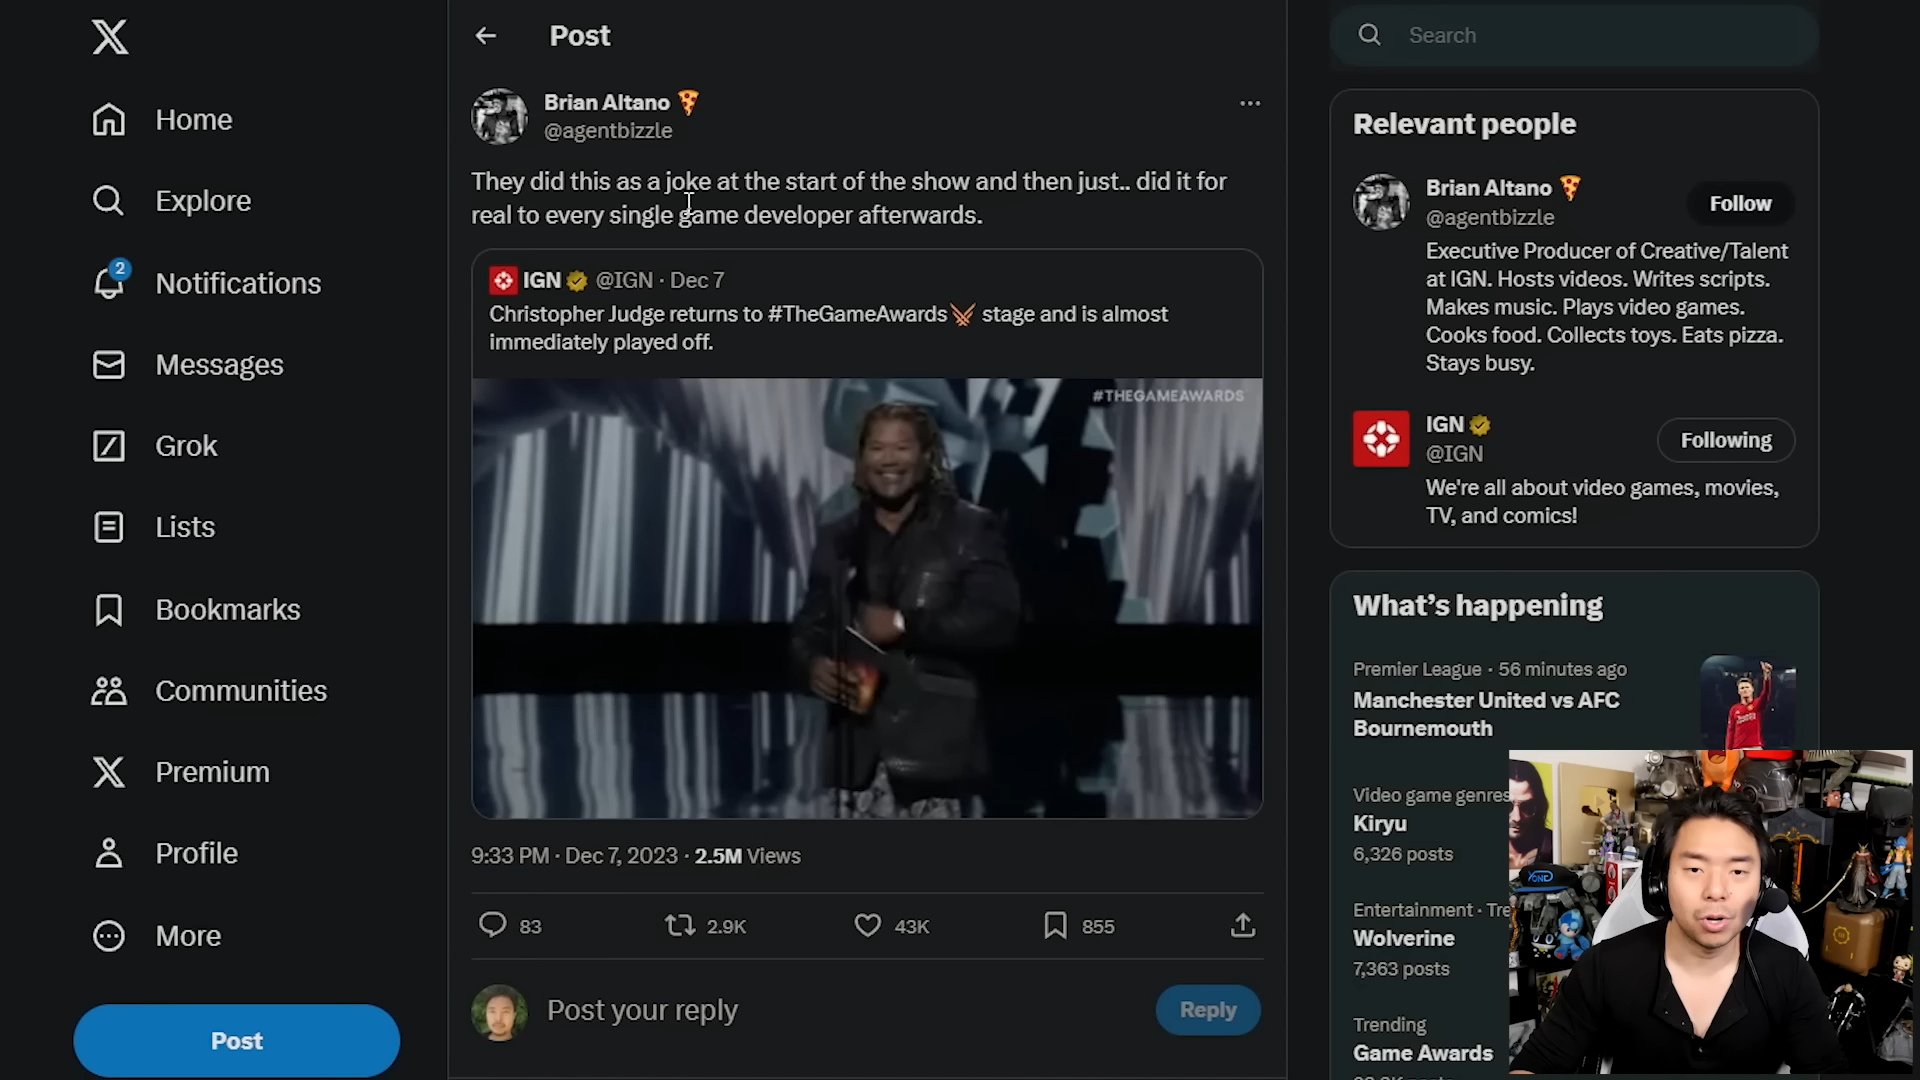 Post
Search
Home
Explore
2
Notifications
Messages
Grok
Lists
Bookmarks
Communities
Premium
Profile
More
Post
Brian Altano
@agentbizzle
They did this as a joke at the start of the show and then just.. did it for
real to every single game developer afterwards.
IGN @IGN · Dec 7
Christopher Judge returns to #TheGameAwards stage and is almost
immediately played off.
#THEGAMEAWARDS
9:33 PM · Dec 7, 2023 · 2.5M Views
83
2.9K
43K
855
Post your reply
Reply
Relevant people
Brian Altano
Follow
@agentbizzle
Executive Producer of Creative/Talent
at IGN. Hosts videos. Writes scripts.
Makes music. Plays video games.
Cooks food. Collects toys. Eats pizza.
Stays busy.
IGN
Following
@IGN
We're all about video games, movies,
TV, and comics!
What's happening
Premier League · 56 minutes ago
Manchester United vs AFC
Bournemouth
Video game genres
Kiryu
6,326 posts
Entertainment · Tre
Wolverine
7,363 posts
Trending
Game Awards
YOND